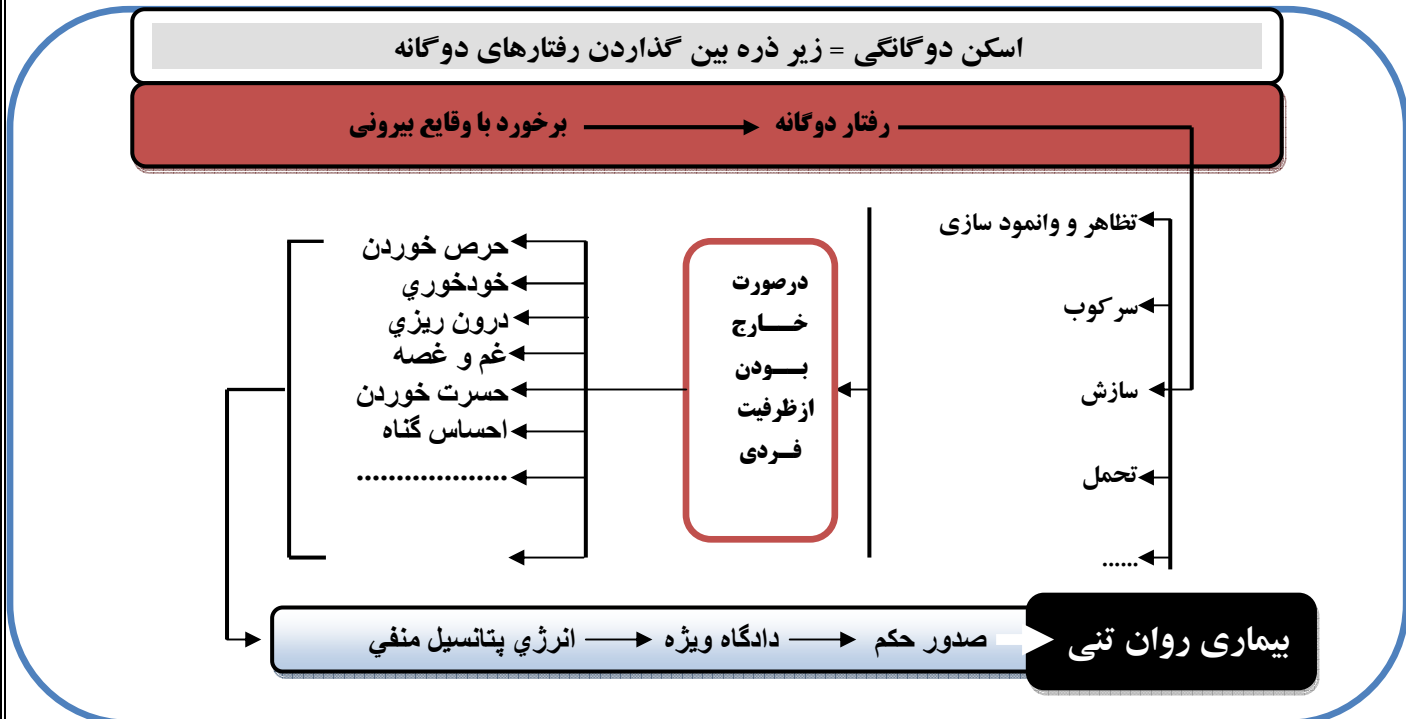 اسکن دوگانگی = زیر ذره بین گذاردن رفتارهای دوگانه
برخورد با وقایع بیرونی رفتار دوگانه
تظاهر و وانمود سازی
سرکوب
سازش
تحمل
......
درصورت
خـــارج
بـــودن
ازظرفیت
فـــردی
حرص خوردن
خودخوري
درون ريزي
غم و غصه
حسرت خوردن
احساس گناه
...................
انرژي پتانسيل منفي دادگاه ویژه صدور حکم
بیماری روان تنی